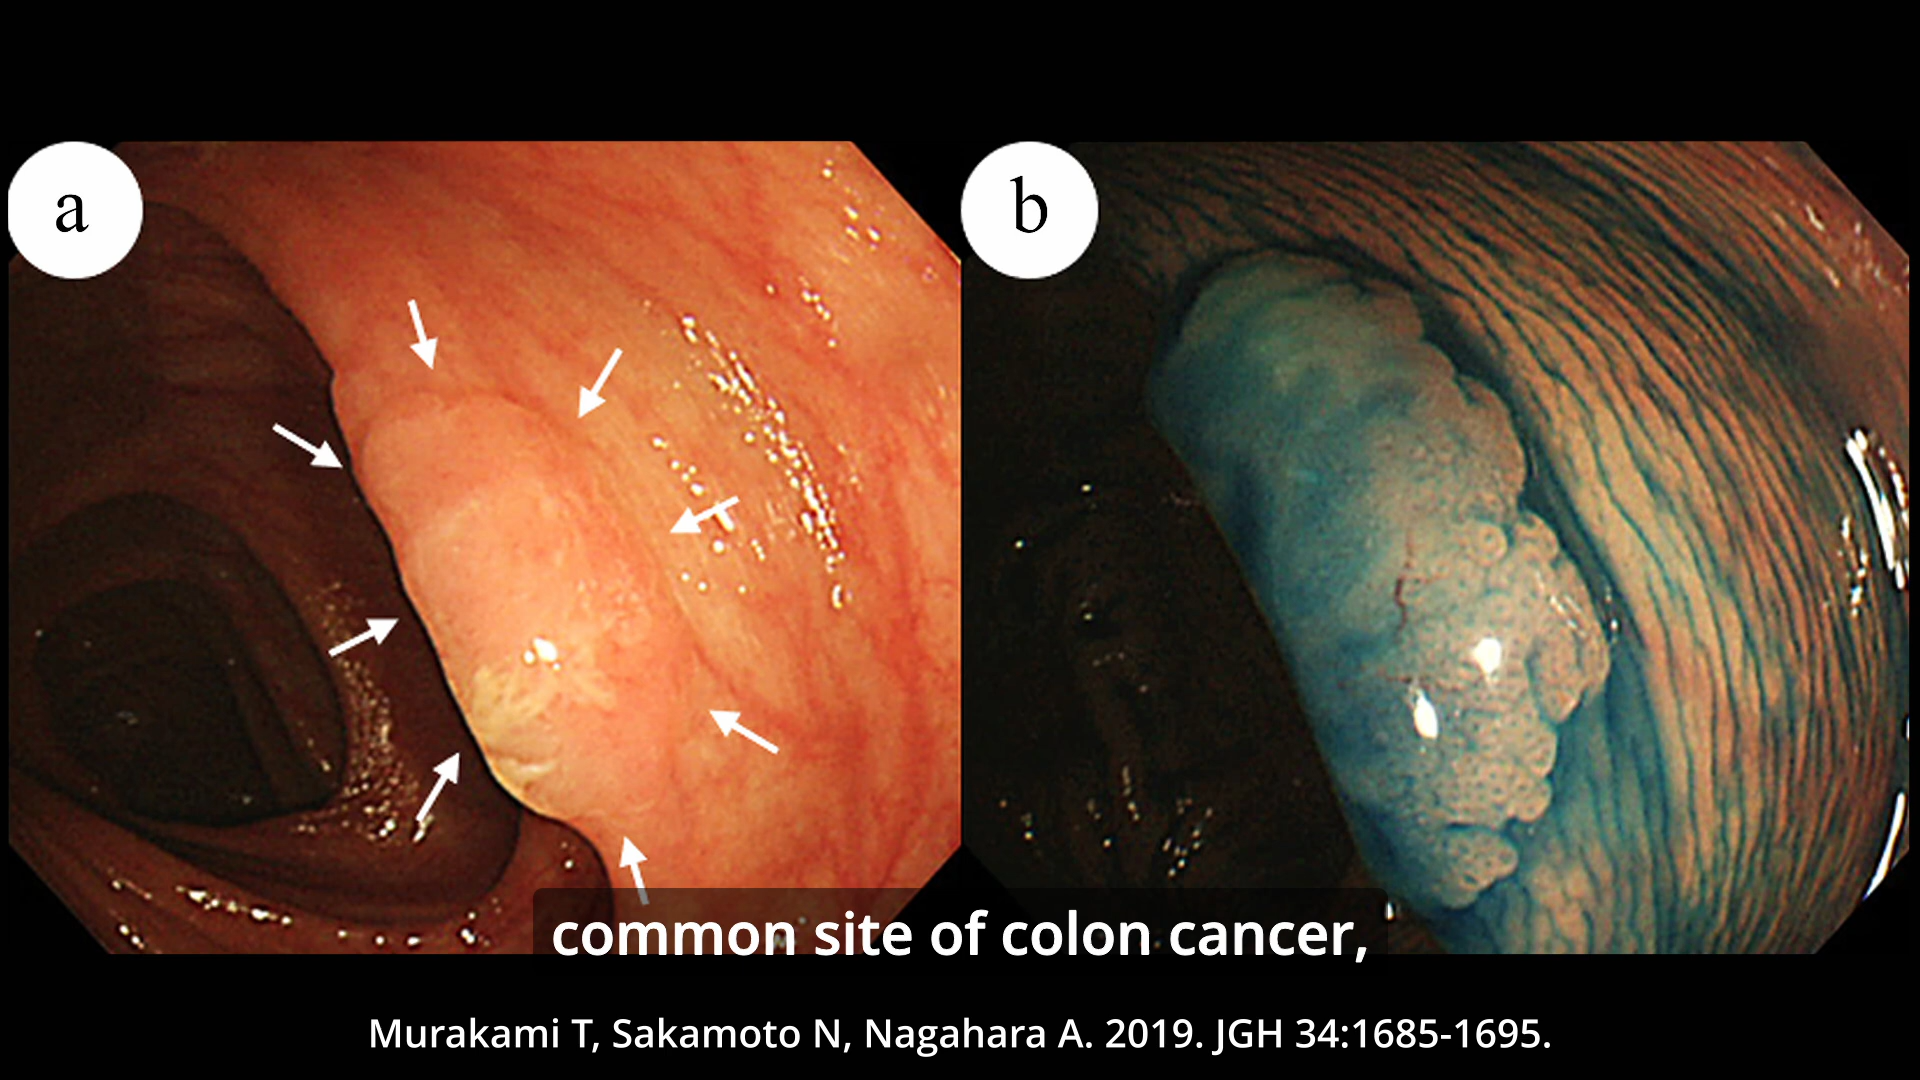 a
b
common site of colon cancer,
Murakami T, Sakamoto N, Nagahara A. 2019. JGH 34:1685-1695.